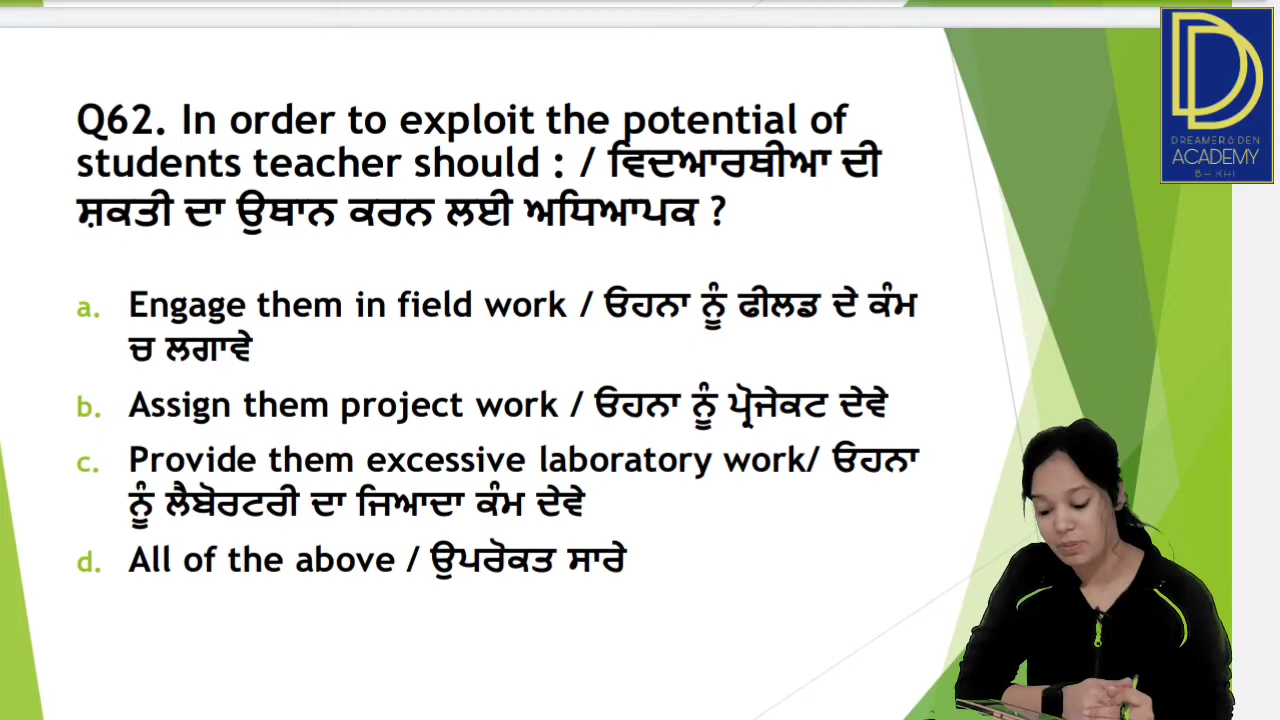 Q62. In order to exploit the potential of
students teacher should : / ਵਿਦਆਰਥੀਆ ਦੀ
ਸ਼ਕਤੀ ਦਾ ਉਥਾਨ ਕਰਨ ਲਈ ਅਧਿਆਪਕ ?
a. Engage them in field work / ਓਹਨਾ ਨੂੰ ਫੀਲਡ ਦੇ ਕੰਮ
ਚ ਲਗਾਵੇ
b. Assign them project work / ਓਹਨਾ ਨੂੰ ਪ੍ਰੋਜੇਕਟ ਦੇਵੇ
c. Provide them excessive laboratory work/ ਓਹਨਾ
ਨੂੰ ਲੈਬੋਰਟਰੀ ਦਾ ਜਿਆਦਾ ਕੰਮ ਦੇਵੇ
d. All of the above / ਉਪਰੋਕਤ ਸਾਰੇ
DD
ACADEMY